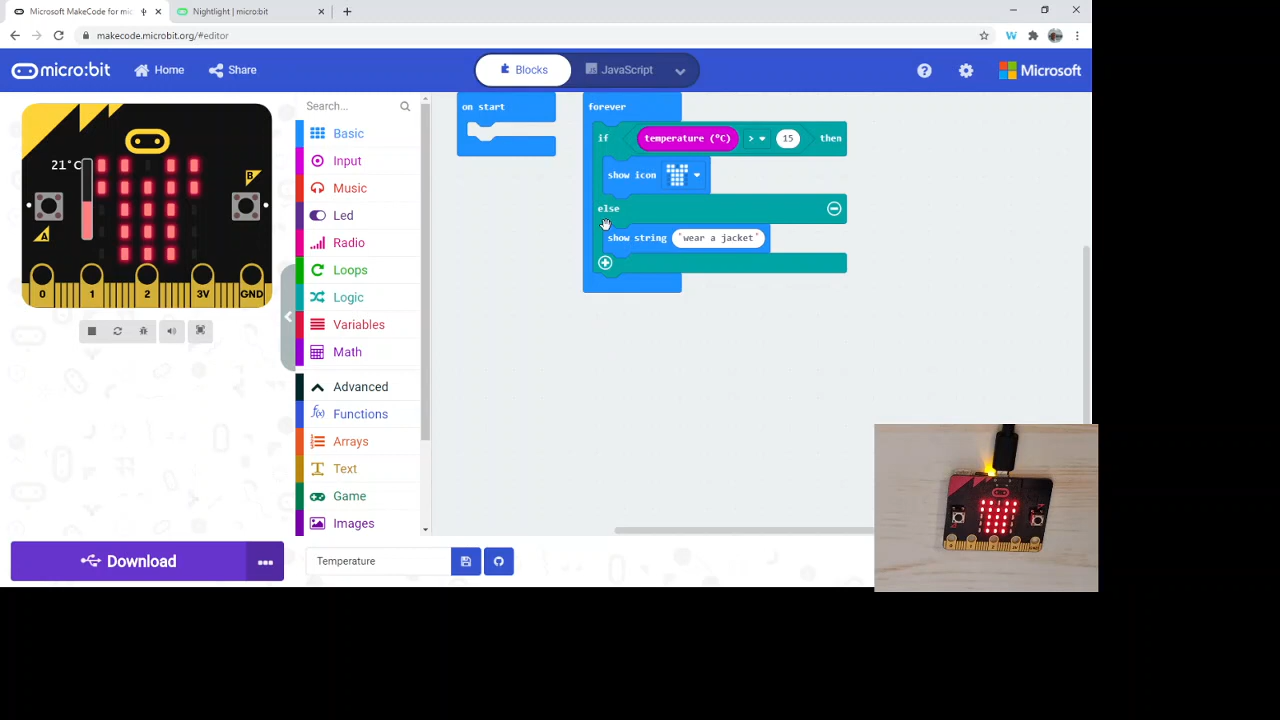 Microsoft MakeCode for mic
Nightlight | micro:bit
makecode.microbit.org/#editor
micro:bit
Home
Share
Blocks
JavaScript
Microsoft
21°C
B
A
0 1 2 3V GND
Search...
Basic
Input
Music
Led
Radio
Loops
Logic
Variables
Math
Advanced
Functions
Arrays
Text
Game
Images
on start
forever
if temperature (°C) > 15 then
show icon
else
show string "wear a jacket"
Download
Temperature